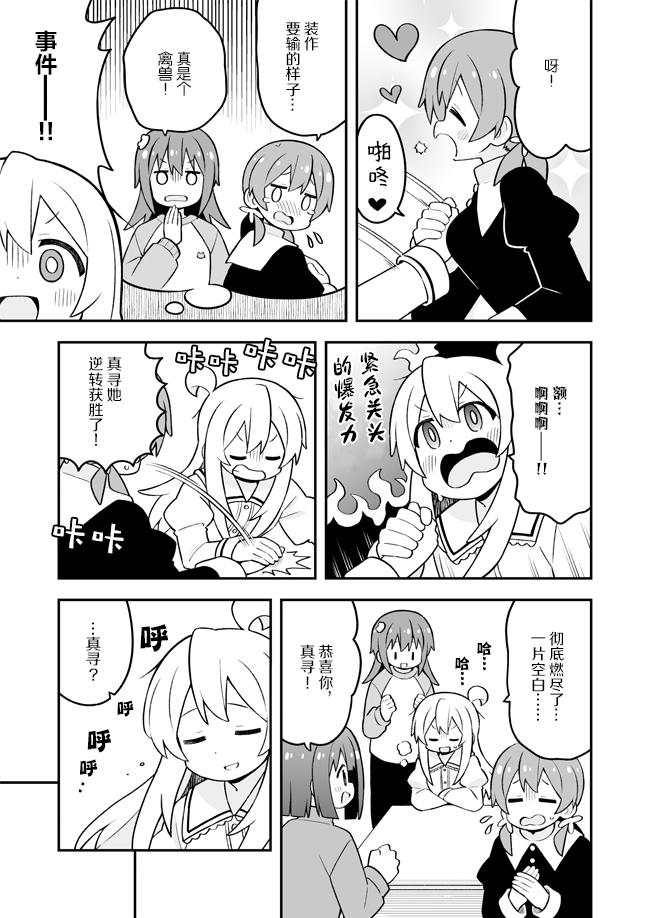 呀！
啪咚♥
装作
要输的样子…
真是个
禽兽！
事件——!!
额…
啊啊啊——!!
紧急关头
的爆发力
咔咔咔咔
真寻她
逆转获胜了！
咔咔
彻底燃尽了…
一片空白……
哈…
哈…
恭喜你，
真寻！
呼
呼
呼
呼
…真寻？